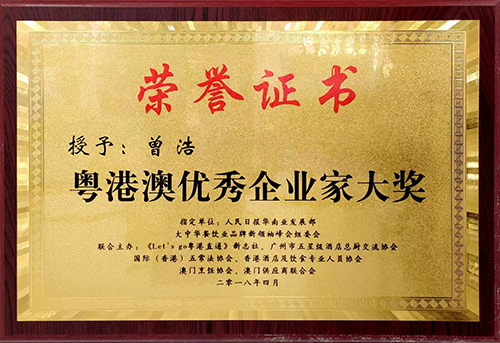 荣誉证书
授予：曾浩
粤港澳优秀企业家大奖
指定单位：人民日报华南业发展部
大中华餐饮业品牌新领袖峰会组委会
联合主办：《Let's go粤港直通》新志社、广州市五星级酒店总厨交流协会
国际（香港）五常法协会、香港酒店及饮食专业人员协会
澳门烹饪协会、澳门供应商联合会
二零一八年四月